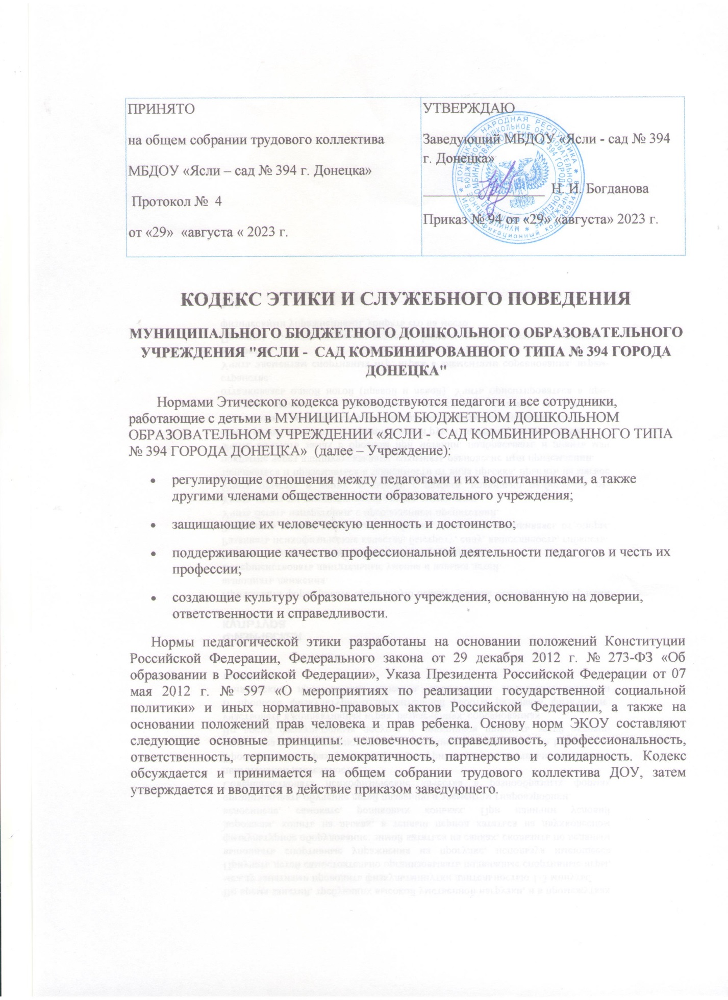 ПРИНЯТО
на общем собрании трудового коллектива
МБДОУ «Ясли – сад № 394 г. Донецка»
Протокол № 4
от «29» «августа « 2023 г.
УТВЕРЖДАЮ
Заведующий МБДОУ «Ясли - сад № 394
г. Донецка»
__________________ Н. И. Богданова
Приказ № 94 от «29» «августа» 2023 г.
КОДЕКС ЭТИКИ И СЛУЖЕБНОГО ПОВЕДЕНИЯ
МУНИЦИПАЛЬНОГО БЮДЖЕТНОГО ДОШКОЛЬНОГО ОБРАЗОВАТЕЛЬНОГО
УЧРЕЖДЕНИЯ "ЯСЛИ - САД КОМБИНИРОВАННОГО ТИПА № 394 ГОРОДА
ДОНЕЦКА"
Нормами Этического кодекса руководствуются педагоги и все сотрудники,
работающие с детьми в МУНИЦИПАЛЬНОМ БЮДЖЕТНОМ ДОШКОЛЬНОМ
ОБРАЗОВАТЕЛЬНОМ УЧРЕЖДЕНИИ «ЯСЛИ - САД КОМБИНИРОВАННОГО ТИПА
№ 394 ГОРОДА ДОНЕЦКА» (далее – Учреждение):
• регулирующие отношения между педагогами и их воспитанниками, а также
другими членами общественности образовательного учреждения;
• защищающие их человеческую ценность и достоинство;
• поддерживающие качество профессиональной деятельности педагогов и честь их
профессии;
• создающие культуру образовательного учреждения, основанную на доверии,
ответственности и справедливости.
Нормы педагогической этики разработаны на основании положений Конституции
Российской Федерации, Федерального закона от 29 декабря 2012 г. № 273-ФЗ «Об
образовании в Российской Федерации», Указа Президента Российской Федерации от 07
мая 2012 г. № 597 «О мероприятиях по реализации государственной социальной
политики» и иных нормативно-правовых актов Российской Федерации, а также на
основании положений прав человека и прав ребенка. Основу норм ЭКОУ составляют
следующие основные принципы: человечность, справедливость, профессиональность,
ответственность, терпимость, демократичность, партнерство и солидарность. Кодекс
обсуждается и принимается на общем собрании трудового коллектива ДОУ, затем
утверждается и вводится в действие приказом заведующего.